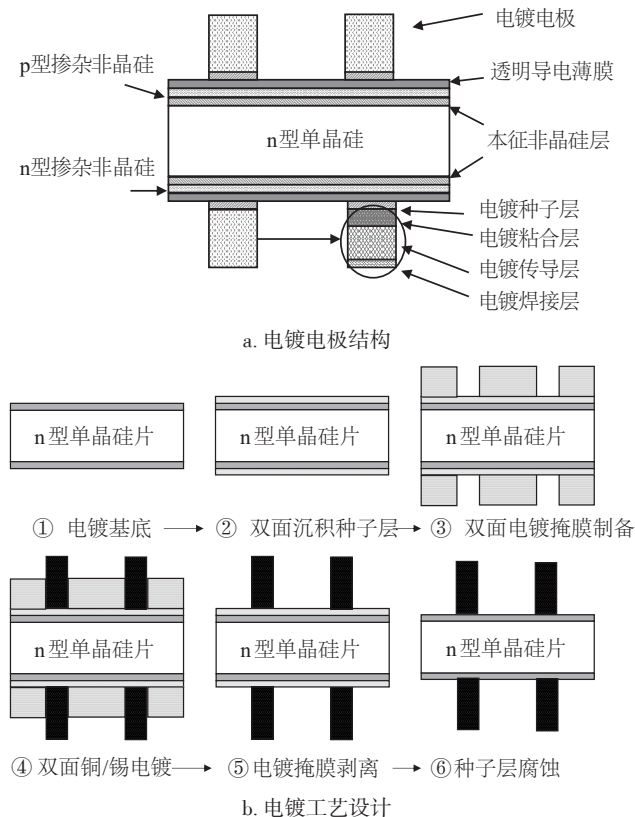 电镀电极
p型掺杂非晶硅
透明导电薄膜
n型单晶硅
本征非晶硅层
n型掺杂非晶硅
电镀种子层
电镀粘合层
电镀传导层
电镀焊接层
a. 电镀电极结构
n型单晶硅片
n型单晶硅片
n型单晶硅片
① 电镀基底
② 双面沉积种子层
③ 双面电镀掩膜制备
n型单晶硅片
n型单晶硅片
n型单晶硅片
④ 双面铜/锡电镀
⑤电镀掩膜剥离
⑥种子层腐蚀
b. 电镀工艺设计